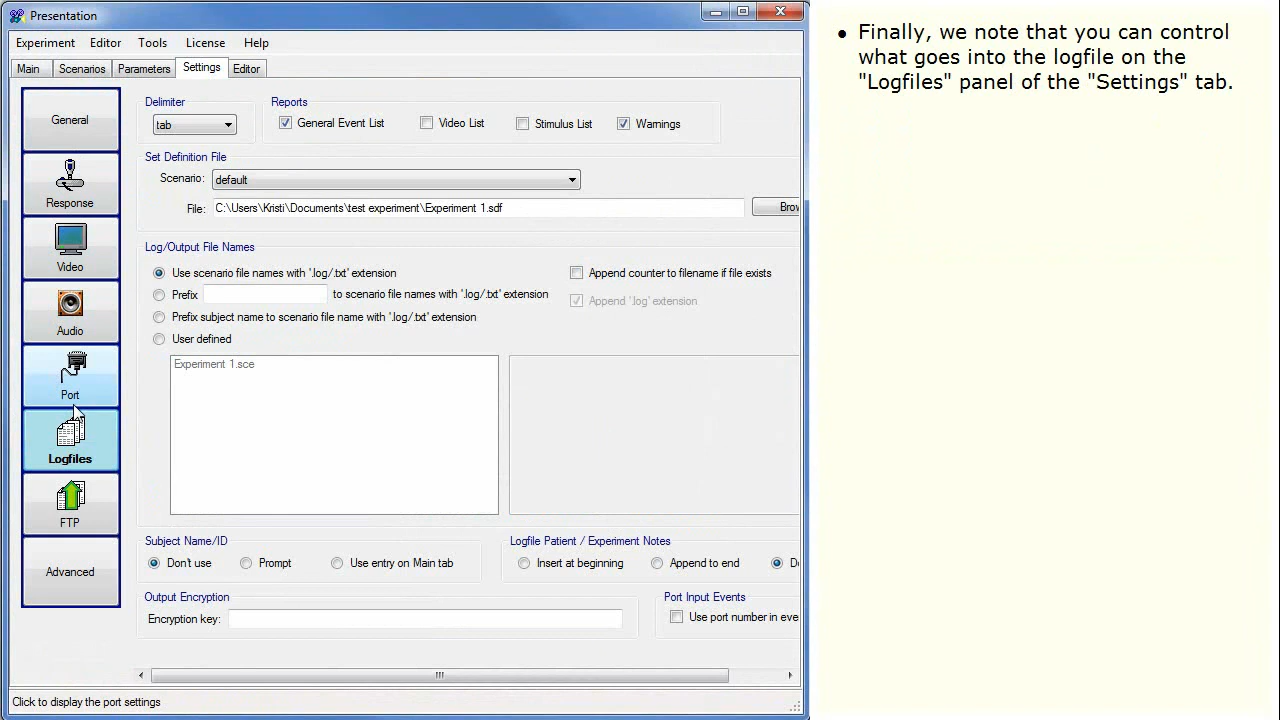 Presentation
Experiment Editor Tools License Help
Main Scenarios Parameters Settings Editor
General
Response
Video
Audio
Port
Logfiles
FTP
Advanced
Delimiter
tab
Reports
General Event List Video List Stimulus List Warnings
Set Definition File
Scenario: default
File: C:\Users\Kristi\Documents\test experiment\Experiment 1.sdf Brow
Log/Output File Names
Use scenario file names with '.log/.txt' extension
Prefix to scenario file names with '.log/.txt' extension
Prefix subject name to scenario file name with '.log/.txt' extension
User defined
Append counter to filename if file exists
Append '.log' extension
Experiment 1.sce
Subject Name/ID
Don't use Prompt Use entry on Main tab
Logfile Patient / Experiment Notes
Insert at beginning Append to end
Output Encryption
Encryption key:
Port Input Events
Use port number in eve
Click to display the port settings
• Finally, we note that you can control
what goes into the logfile on the
"Logfiles" panel of the "Settings" tab.